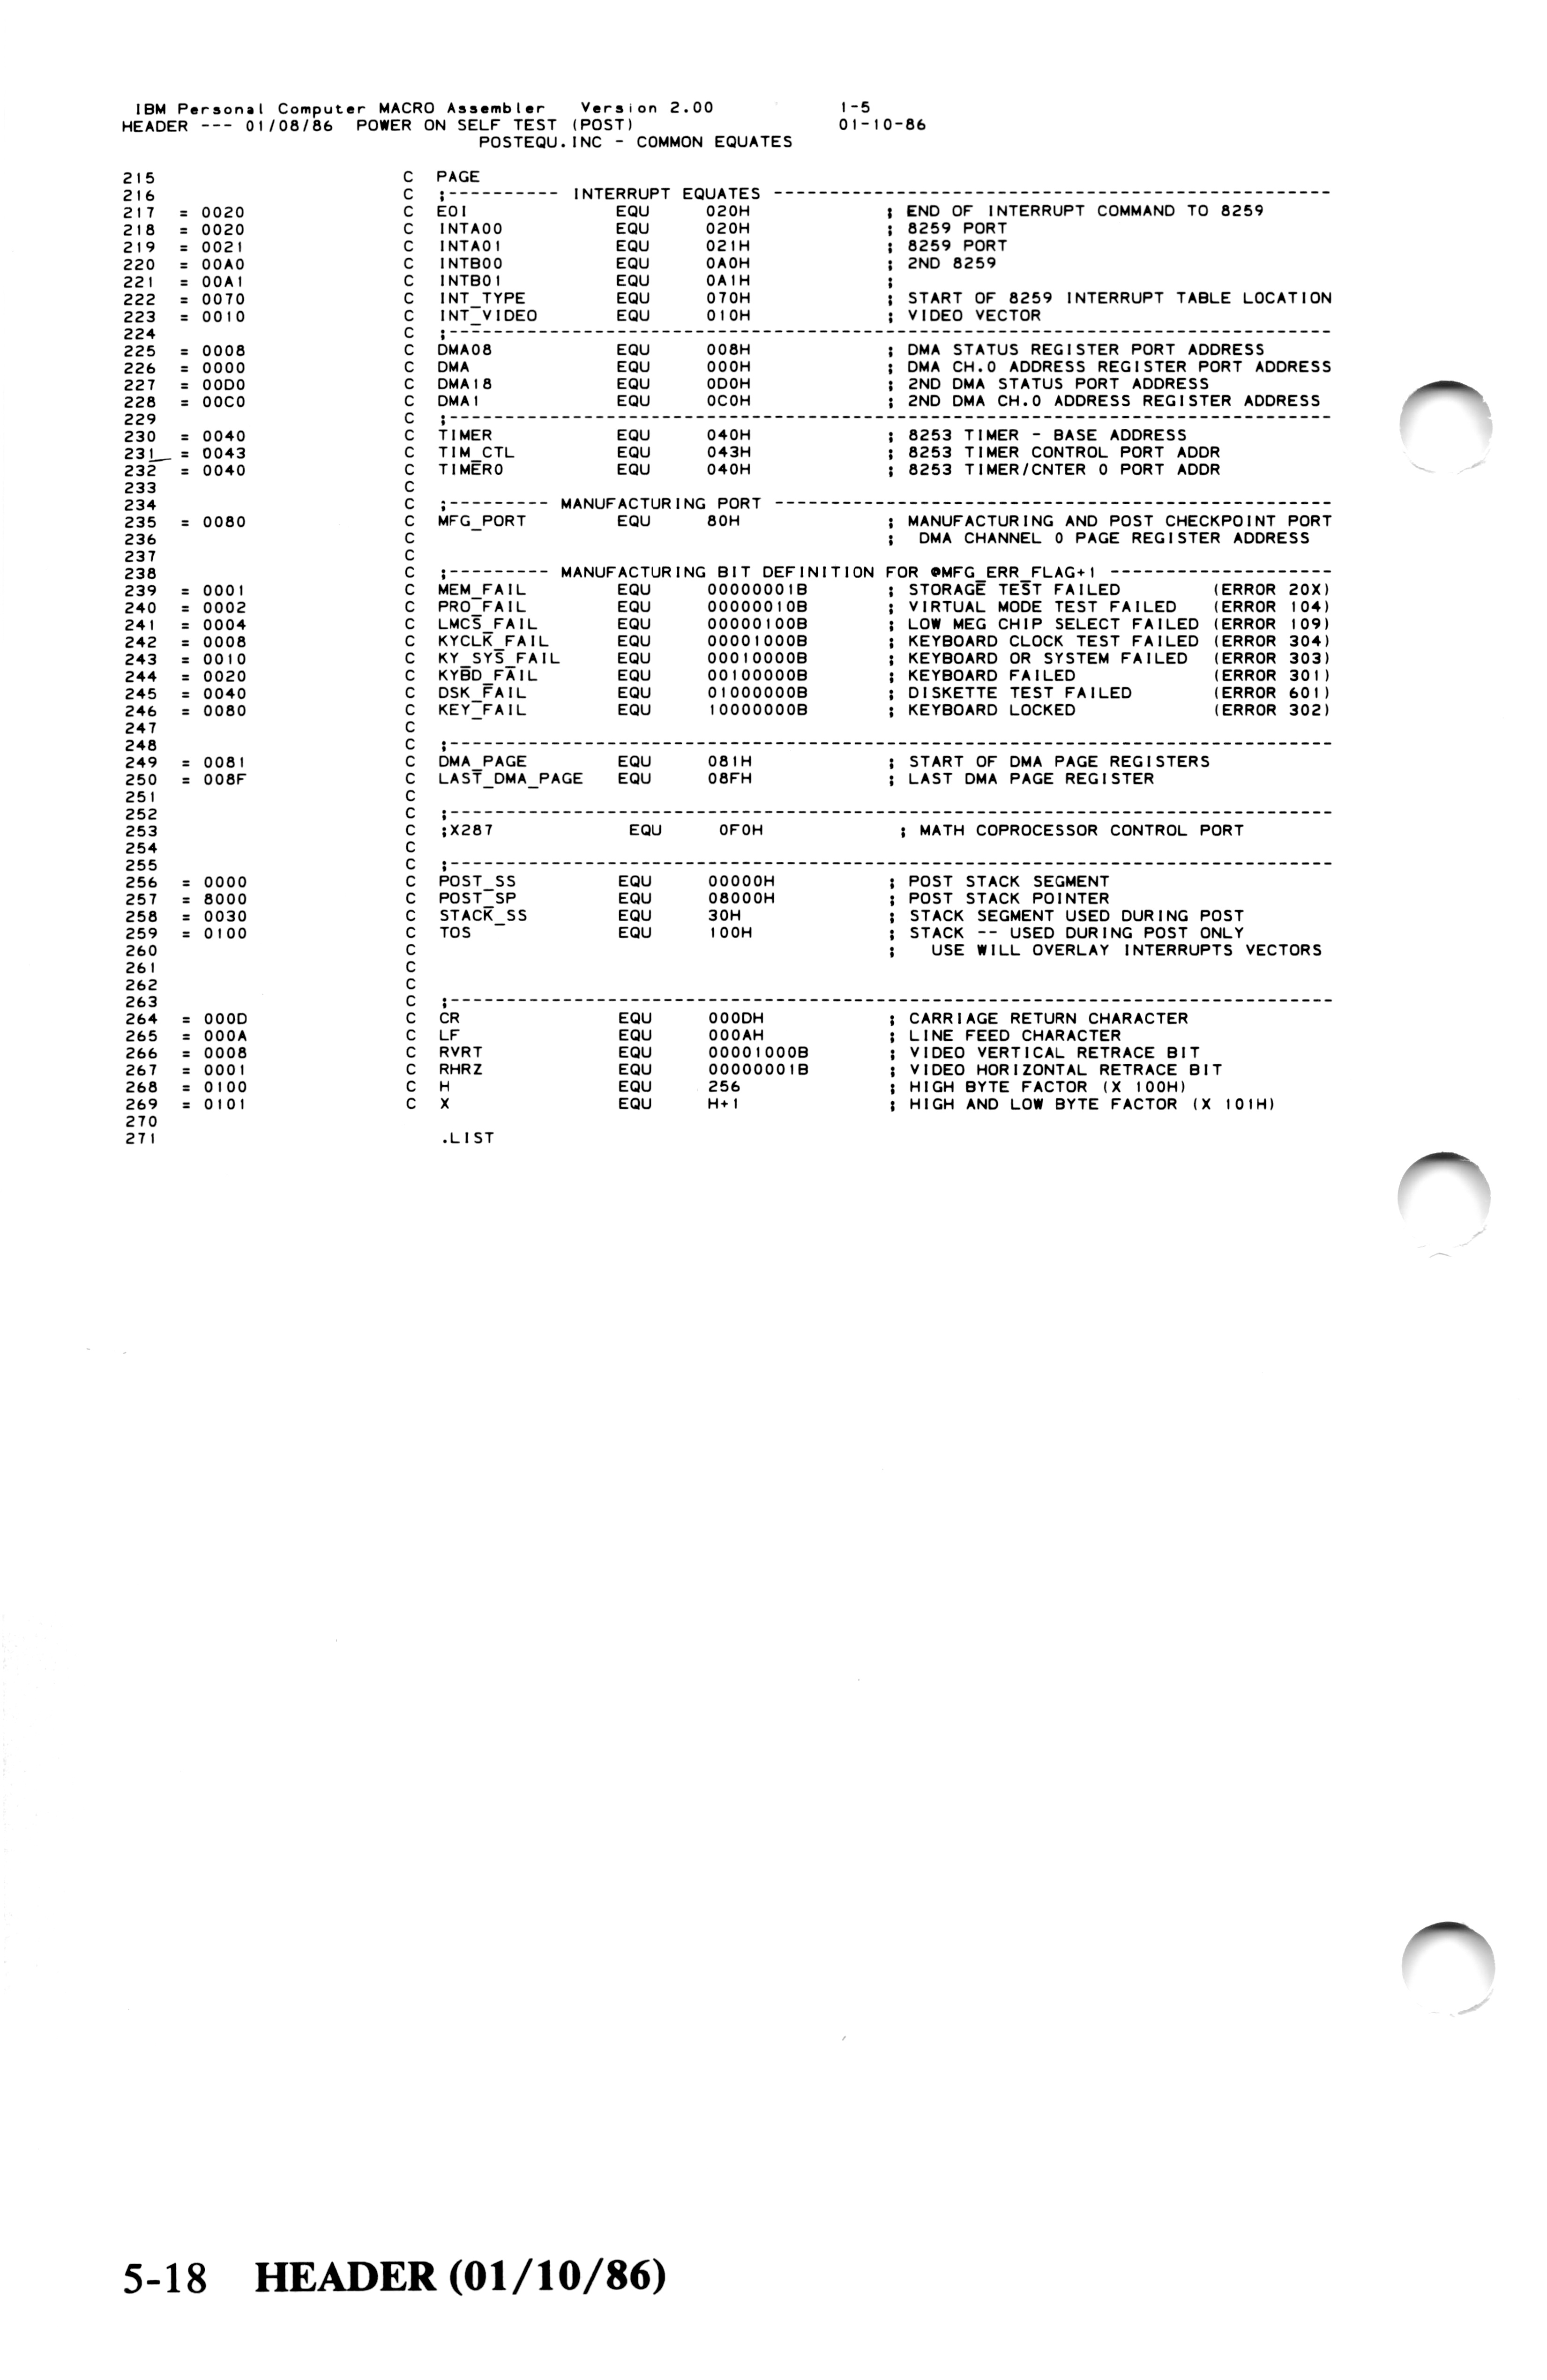 IBM Personal Computer MACRO Assembler   Version 2.00           1-5
HEADER --- 01/08/86  POWER ON SELF TEST (POST)                 01-10-86
                     POSTEQU.INC - COMMON EQUATES
215                 C  PAGE
216                 C  ;---------- INTERRUPT EQUATES --------------------------------------------------
217  = 0020         C  EOI             EQU     020H            ; END OF INTERRUPT COMMAND TO 8259
218  = 0020         C  INTA00          EQU     020H            ; 8259 PORT
219  = 0021         C  INTA01          EQU     021H            ; 8259 PORT
220  = 00A0         C  INTB00          EQU     0A0H            ; 2ND 8259
221  = 00A1         C  INTB01          EQU     0A1H            ;
222  = 0070         C  INT_TYPE        EQU     070H            ; START OF 8259 INTERRUPT TABLE LOCATION
223  = 0010         C  INT_VIDEO       EQU     010H            ; VIDEO VECTOR
224                 C  ;-------------------------------------------------------------------------------
225  = 0008         C  DMA08           EQU     008H            ; DMA STATUS REGISTER PORT ADDRESS
226  = 0000         C  DMA             EQU     000H            ; DMA CH.0 ADDRESS REGISTER PORT ADDRESS
227  = 00D0         C  DMA18           EQU     0D0H            ; 2ND DMA STATUS PORT ADDRESS
228  = 00C0         C  DMA1            EQU     0C0H            ; 2ND DMA CH.0 ADDRESS REGISTER ADDRESS
229                 C  ;-------------------------------------------------------------------------------
230  = 0040         C  TIMER           EQU     040H            ; 8253 TIMER - BASE ADDRESS
231  = 0043         C  TIM_CTL         EQU     043H            ; 8253 TIMER CONTROL PORT ADDR
232  = 0040         C  TIMER0          EQU     040H            ; 8253 TIMER/CNTER 0 PORT ADDR
233                 C
234                 C  ;--------- MANUFACTURING PORT --------------------------------------------------
235  = 0080         C  MFG_PORT        EQU     80H             ; MANUFACTURING AND POST CHECKPOINT PORT
236                 C                                          ;  DMA CHANNEL 0 PAGE REGISTER ADDRESS
237                 C
238                 C  ;--------- MANUFACTURING BIT DEFINITION FOR @MFG_ERR_FLAG+1 --------------------
239  = 0001         C  MEM_FAIL        EQU     00000001B       ; STORAGE TEST FAILED        (ERROR 20X)
240  = 0002         C  PRO_FAIL        EQU     00000010B       ; VIRTUAL MODE TEST FAILED   (ERROR 104)
241  = 0004         C  LMCS_FAIL       EQU     00000100B       ; LOW MEG CHIP SELECT FAILED (ERROR 109)
242  = 0008         C  KYCLK_FAIL      EQU     00001000B       ; KEYBOARD CLOCK TEST FAILED (ERROR 304)
243  = 0010         C  KY_SYS_FAIL     EQU     00010000B       ; KEYBOARD OR SYSTEM FAILED  (ERROR 303)
244  = 0020         C  KYBD_FAIL       EQU     00100000B       ; KEYBOARD FAILED            (ERROR 301)
245  = 0040         C  DSK_FAIL        EQU     01000000B       ; DISKETTE TEST FAILED       (ERROR 601)
246  = 0080         C  KEY_FAIL        EQU     10000000B       ; KEYBOARD LOCKED            (ERROR 302)
247                 C
248                 C  ;-------------------------------------------------------------------------------
249  = 0081         C  DMA_PAGE        EQU     081H            ; START OF DMA PAGE REGISTERS
250  = 008F         C  LAST_DMA_PAGE   EQU     08FH            ; LAST DMA PAGE REGISTER
251                 C
252                 C  ;-------------------------------------------------------------------------------
253                 C  ;X287            EQU     0F0H            ; MATH COPROCESSOR CONTROL PORT
254                 C
255                 C  ;-------------------------------------------------------------------------------
256  = 0000         C  POST_SS         EQU     00000H          ; POST STACK SEGMENT
257  = 8000         C  POST_SP         EQU     08000H          ; POST STACK POINTER
258  = 0030         C  STACK_SS        EQU     30H             ; STACK SEGMENT USED DURING POST
259  = 0100         C  TOS             EQU     100H            ; STACK -- USED DURING POST ONLY
260                 C                                          ;   USE WILL OVERLAY INTERRUPTS VECTORS
261                 C
262                 C
263                 C  ;-------------------------------------------------------------------------------
264  = 000D         C  CR              EQU     000DH           ; CARRIAGE RETURN CHARACTER
265  = 000A         C  LF              EQU     000AH           ; LINE FEED CHARACTER
266  = 0008         C  RVRT            EQU     00001000B       ; VIDEO VERTICAL RETRACE BIT
267  = 0001         C  RHRZ            EQU     00000001B       ; VIDEO HORIZONTAL RETRACE BIT
268  = 0100         C  H               EQU     256             ; HIGH BYTE FACTOR (X 100H)
269  = 0101         C  X               EQU     H+1             ; HIGH AND LOW BYTE FACTOR (X 101H)
270
271                    .LIST
5-18   HEADER (01/10/86)